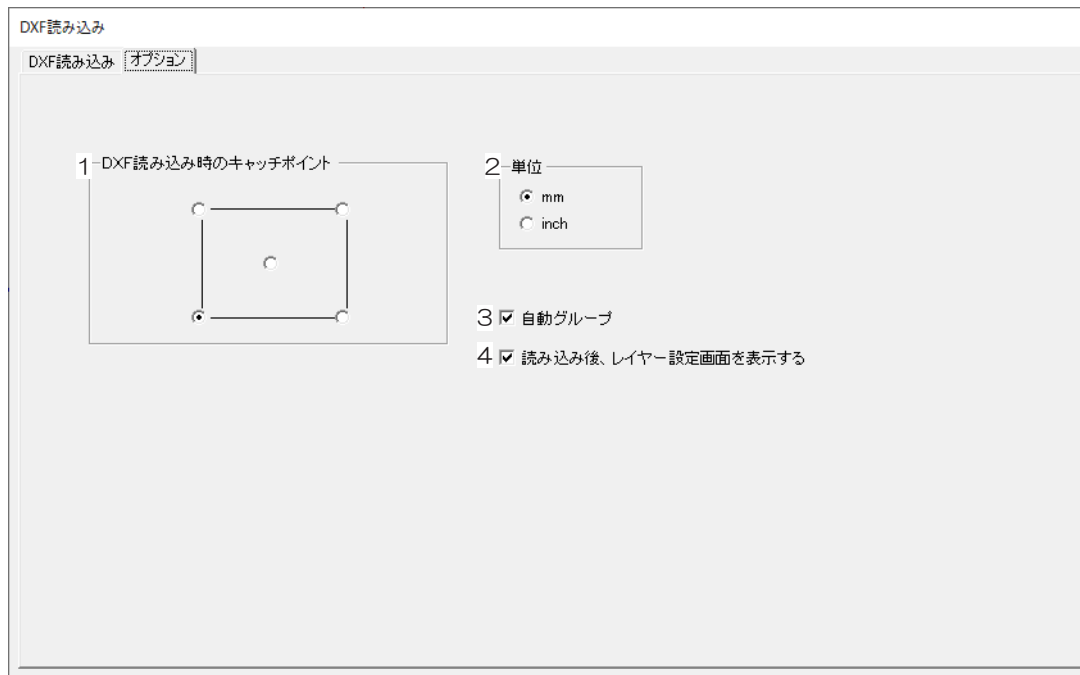 DXF読み込み
DXF読み込み オプション
1 DXF読み込み時のキャッチポイント
2 単位
mm
inch
3 自動グループ
4 読み込み後、レイヤー設定画面を表示する